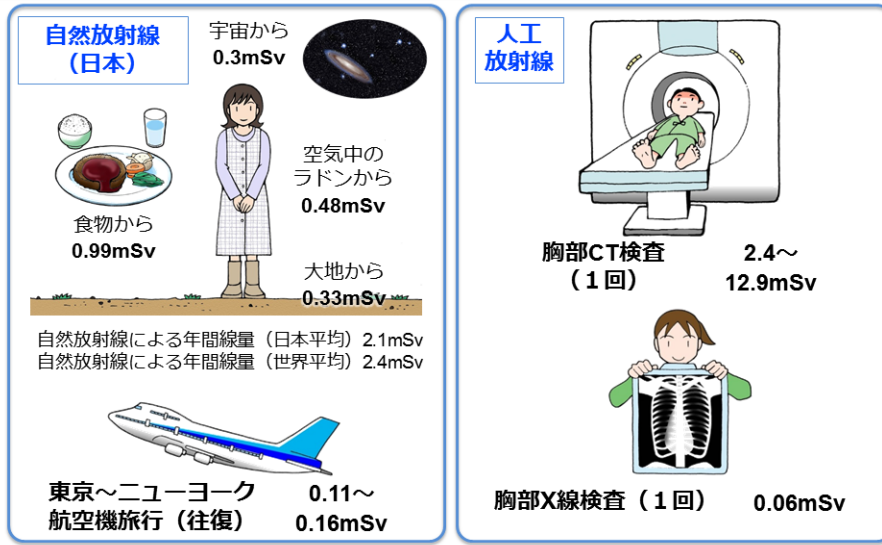 自然放射線
（日本）
宇宙から
0.3mSv
空気中の
ラドンから
0.48mSv
食物から
0.99mSv
大地から
0.33mSv
自然放射線による年間線量（日本平均）2.1mSv
自然放射線による年間線量（世界平均）2.4mSv
東京～ニューヨーク 0.11～
航空機旅行（往復） 0.16mSv
人工
放射線
胸部CT検査 2.4～
（１回） 12.9mSv
胸部X線検査（１回） 0.06mSv